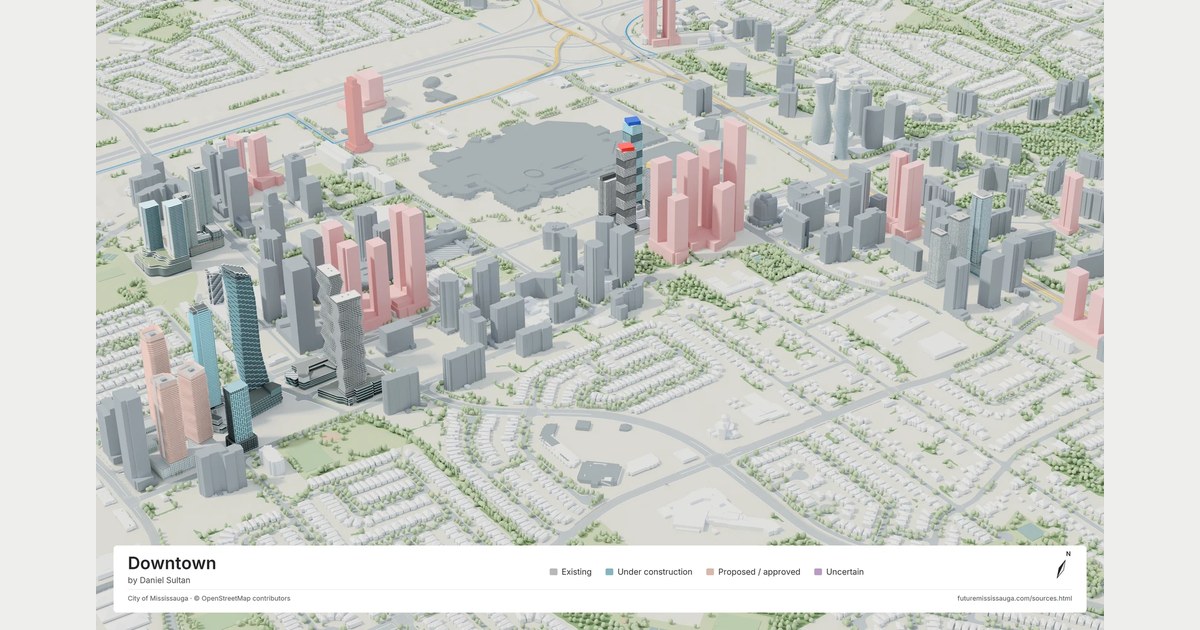 Downtown
by Daniel Sultan
Existing
Under construction
Proposed / approved
Uncertain
N
City of Mississauga · © OpenStreetMap contributors
futuremississauga.com/sources.html